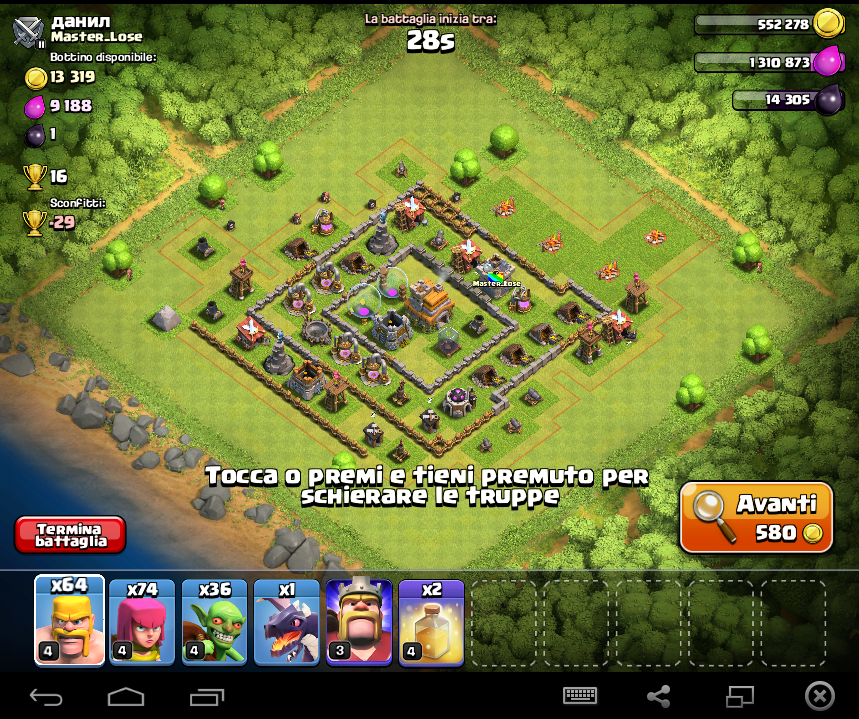 данил
Master_Lose
Bottino disponibile:
13 319
9 188
1
16
Sconfitti:
-29
La battaglia inizia tra:
28s
552 278
1 310 873
14 305
Master_Lose
Tocca o premi e tieni premuto per
schierare le truppe
Termina
battaglia
Avanti
580
x64
x74
x36
x1
x2
4
4
4
3
4